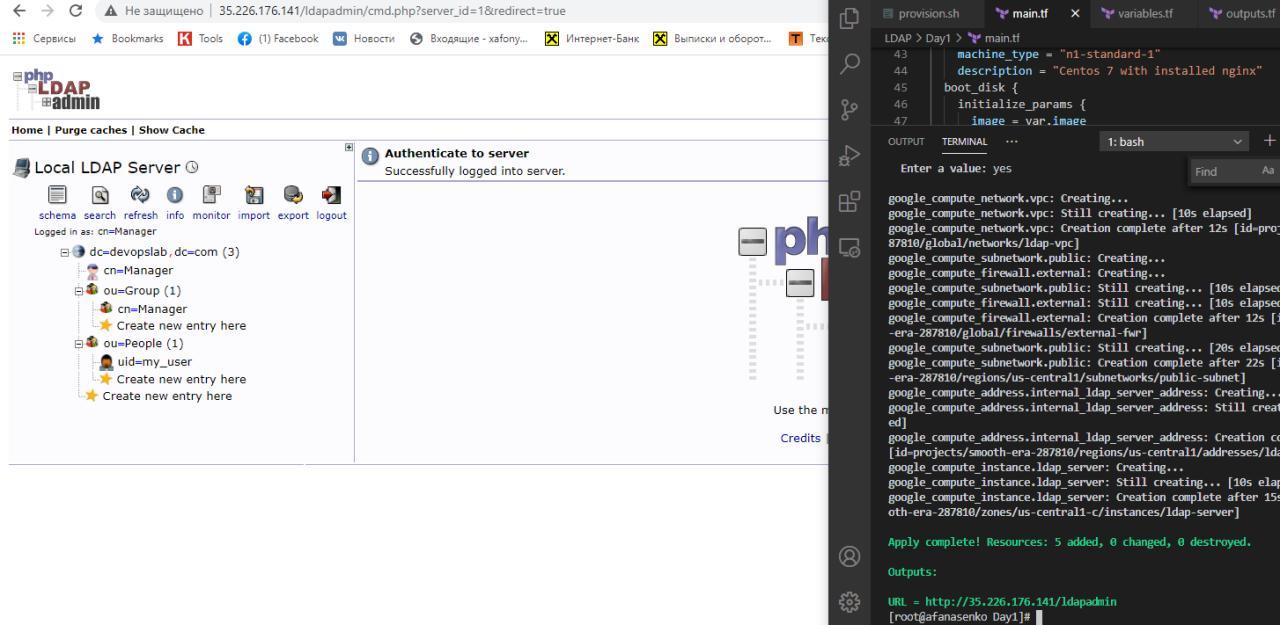 Не защищено | 35.226.176.141/ldapadmin/cmd.php?server_id=1&redirect=true
Сервисы Bookmarks Tools (1) Facebook Новости Входящие - xafony... Интернет-Банк Выписки и оборот... Тек
php
LDAP
admin
Home | Purge caches | Show Cache
Local LDAP Server
schema search refresh info monitor import export logout
Logged in as: cn=Manager
dc=devopslab,dc=com (3)
cn=Manager
ou=Group (1)
cn=Manager
Create new entry here
ou=People (1)
uid=my_user
Create new entry here
Create new entry here
Authenticate to server
Successfully logged into server.
ph
Use the m
Credits |
provision.sh main.tf variables.tf outputs.tf
LDAP > Day1 > main.tf
43 machine_type = "n1-standard-1"
44 description = "Centos 7 with installed nginx"
45 boot_disk {
46 initialize_params {
47 image = var.image
OUTPUT TERMINAL ··· 1: bash
Find Aa
Enter a value: yes
google_compute_network.vpc: Creating...
google_compute_network.vpc: Still creating... [10s elapsed]
google_compute_network.vpc: Creation complete after 12s [id=proj
87810/global/networks/ldap-vpc]
google_compute_subnetwork.public: Creating...
google_compute_firewall.external: Creating...
google_compute_subnetwork.public: Still creating... [10s elapsed
google_compute_firewall.external: Still creating... [10s elapsed
google_compute_firewall.external: Creation complete after 12s [i
-era-287810/global/firewalls/external-fwr]
google_compute_subnetwork.public: Still creating... [20s elapsed
google_compute_subnetwork.public: Creation complete after 22s [i
-era-287810/regions/us-central1/subnetworks/public-subnet]
google_compute_address.internal_ldap_server_address: Creating...
google_compute_address.internal_ldap_server_address: Still creat
ed]
google_compute_address.internal_ldap_server_address: Creation co
[id=projects/smooth-era-287810/regions/us-central1/addresses/lda
google_compute_instance.ldap_server: Creating...
google_compute_instance.ldap_server: Still creating... [10s elap
google_compute_instance.ldap_server: Creation complete after 15s
oth-era-287810/zones/us-central1-c/instances/ldap-server]
Apply complete! Resources: 5 added, 0 changed, 0 destroyed.
Outputs:
URL = http://35.226.176.141/ldapadmin
[root@afanasenko Day1]#